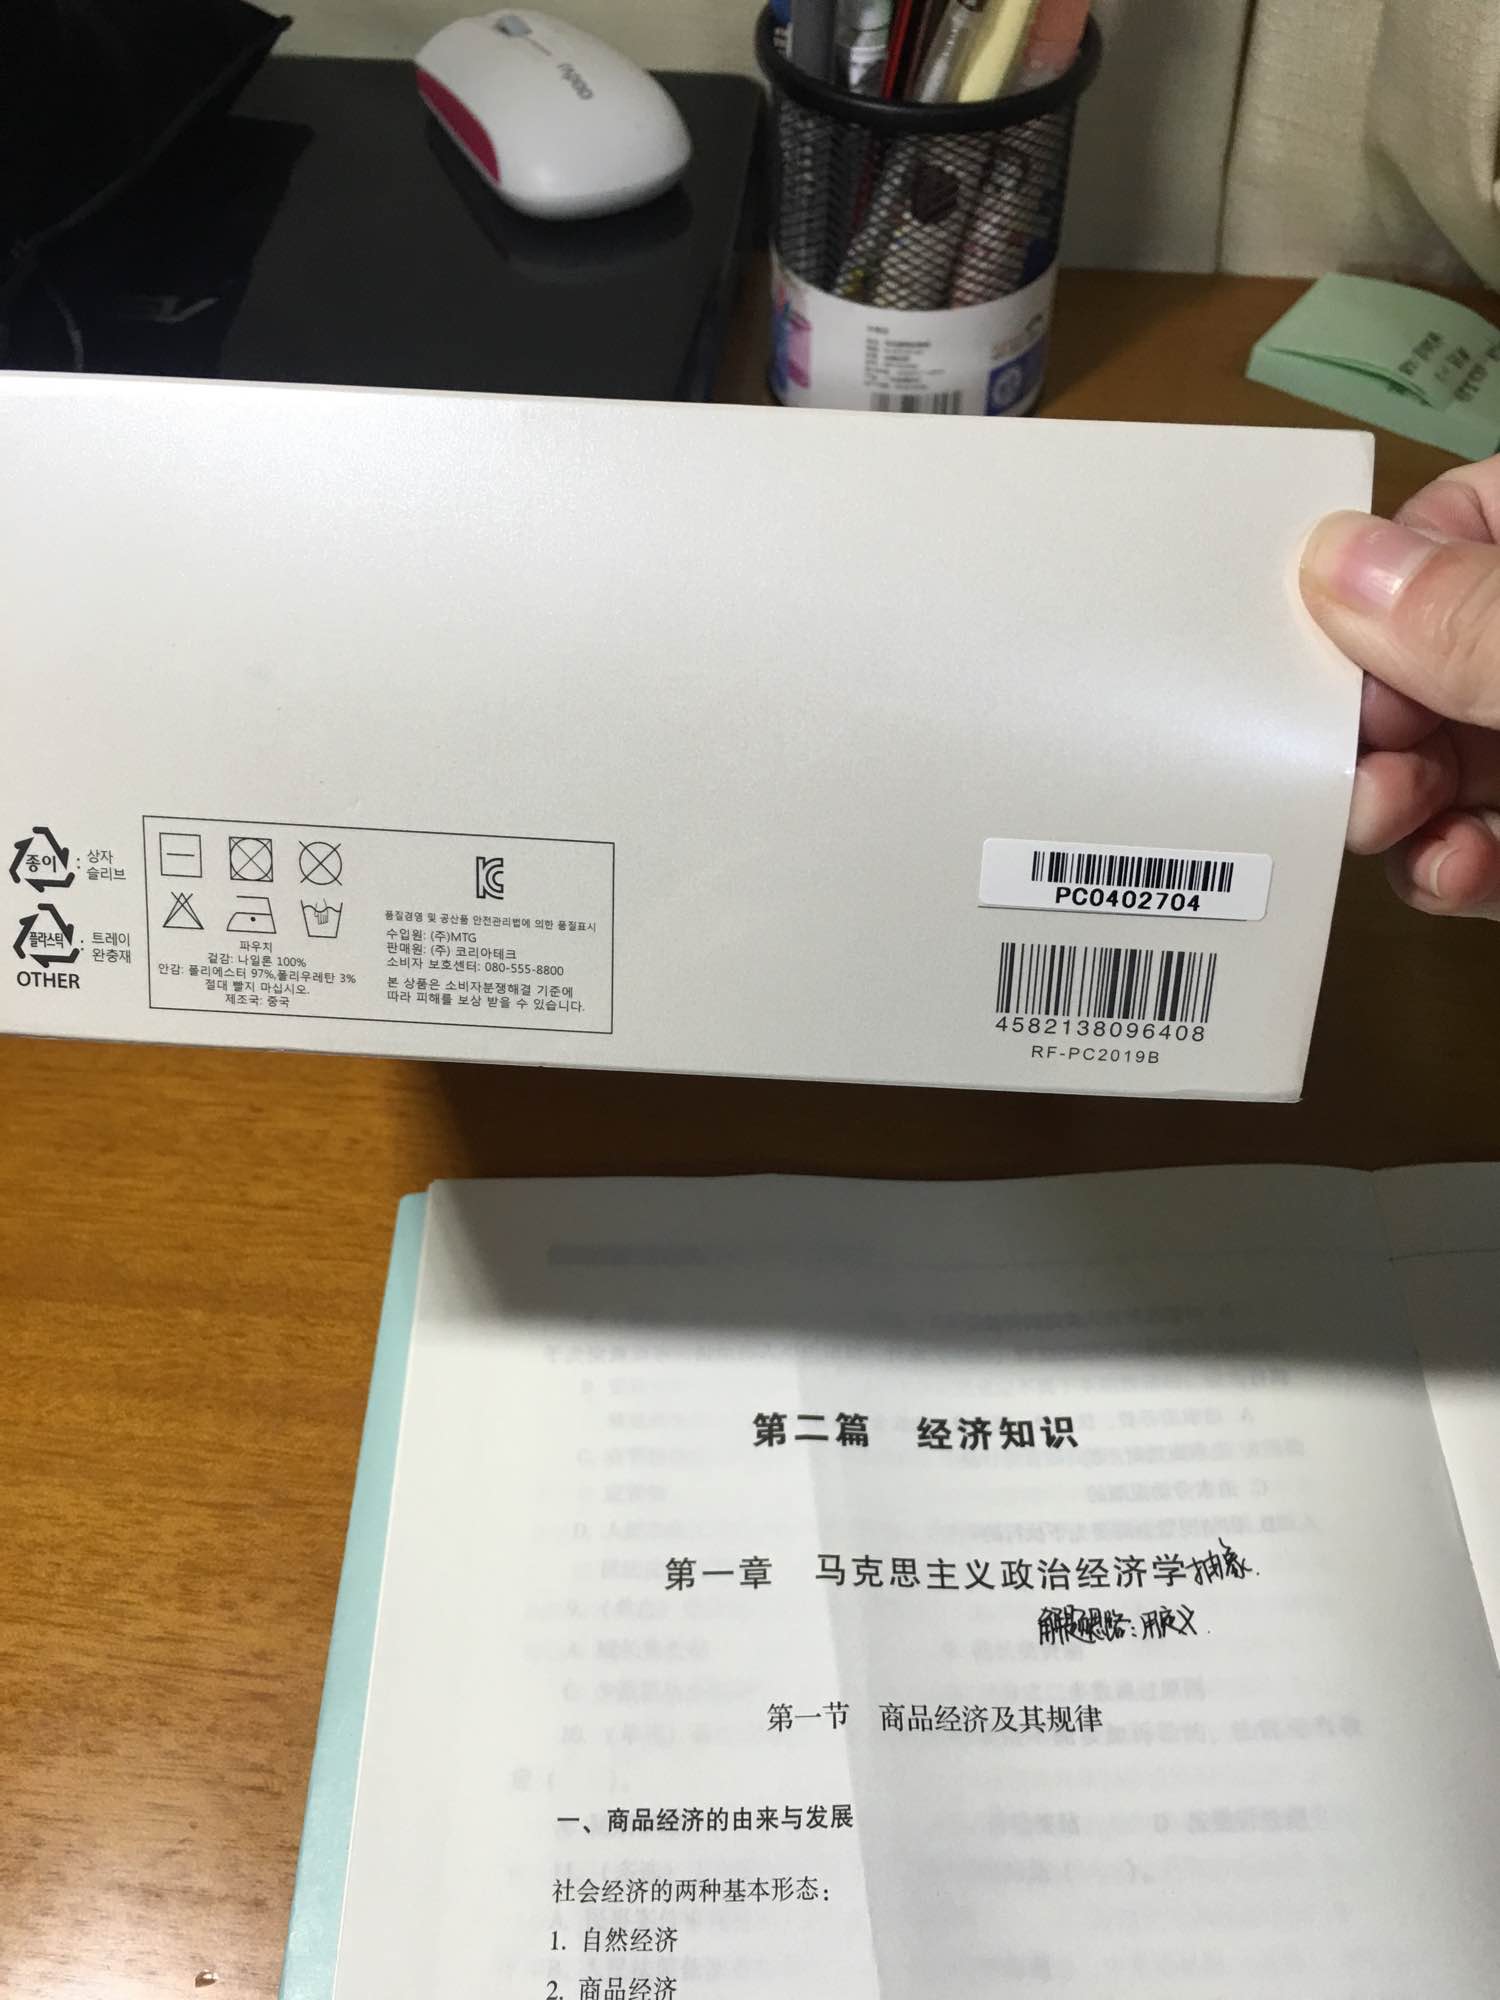 rapoo
종이
: 상자
슬리브
플라스틱
: 트레이
완충재
OTHER
파우치
겉감: 나일론 100%
안감: 폴리에스터 97%,폴리우레탄 3%
절대 빨지 마십시오.
제조국: 중국
품질경영 및 공산품 안전관리법에 의한 품질표시
수입원: (주)MTG
판매원: (주) 코리아테크
소비자 보호센터: 080-555-8800
본 상품은 소비자분쟁해결 기준에
따라 피해를 보상 받을 수 있습니다.
PC0402704
4582138096408
RF-PC2019B
第二篇 经济知识
第一章 马克思主义政治经济学 抽象.
解题思路:用定义.
第一节 商品经济及其规律
一、商品经济的由来与发展
社会经济的两种基本形态:
1. 自然经济
2. 商品经济